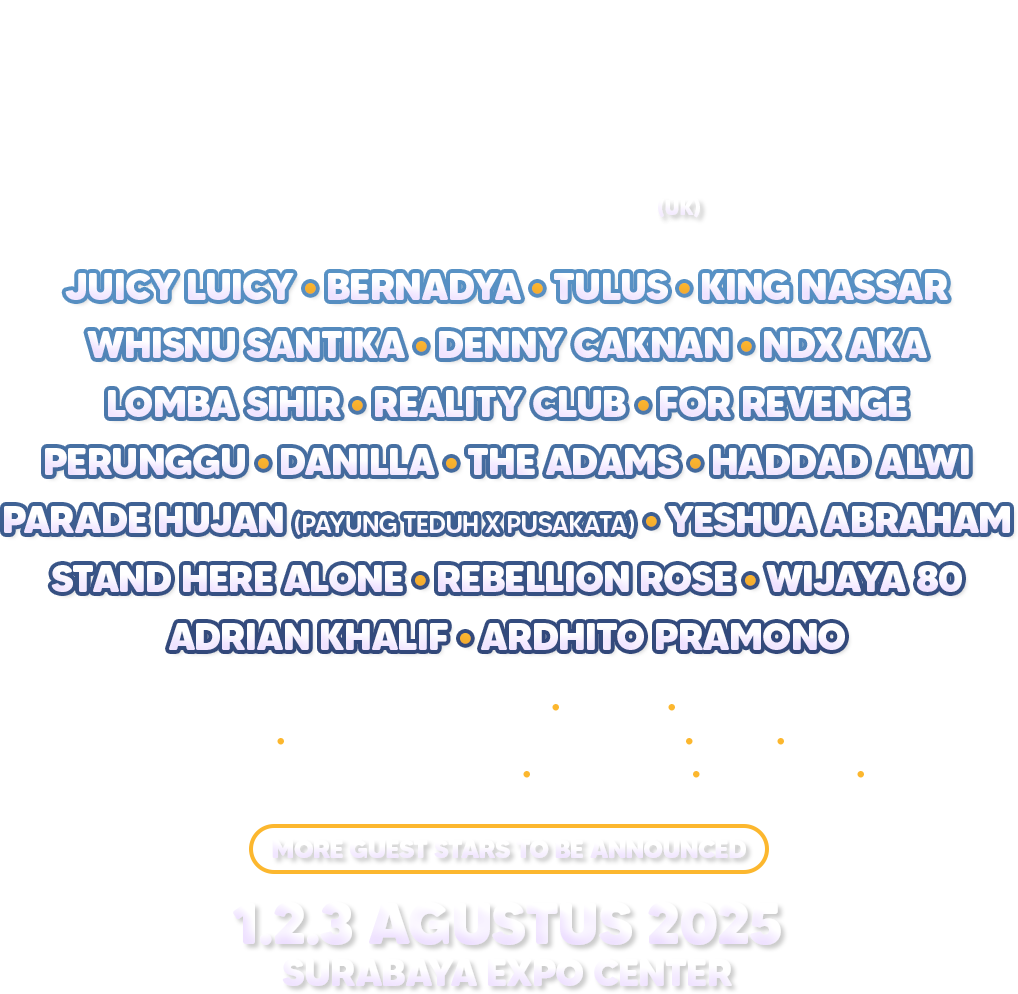 (UK)
JUICY LUICY • BERNADYA • TULUS • KING NASSAR
WHISNU SANTIKA • DENNY CAKNAN • NDX AKA
LOMBA SIHIR • REALITY CLUB • FOR REVENGE
PERUNGGU • DANILLA • THE ADAMS • HADDAD ALWI
PARADE HUJAN (PAYUNG TEDUH X PUSAKATA) • YESHUA ABRAHAM
STAND HERE ALONE • REBELLION ROSE • WIJAYA 80
ADRIAN KHALIF • ARDHITO PRAMONO
MORE GUEST STARS TO BE ANNOUNCED
1.2.3 AGUSTUS 2025
SURABAYA EXPO CENTER